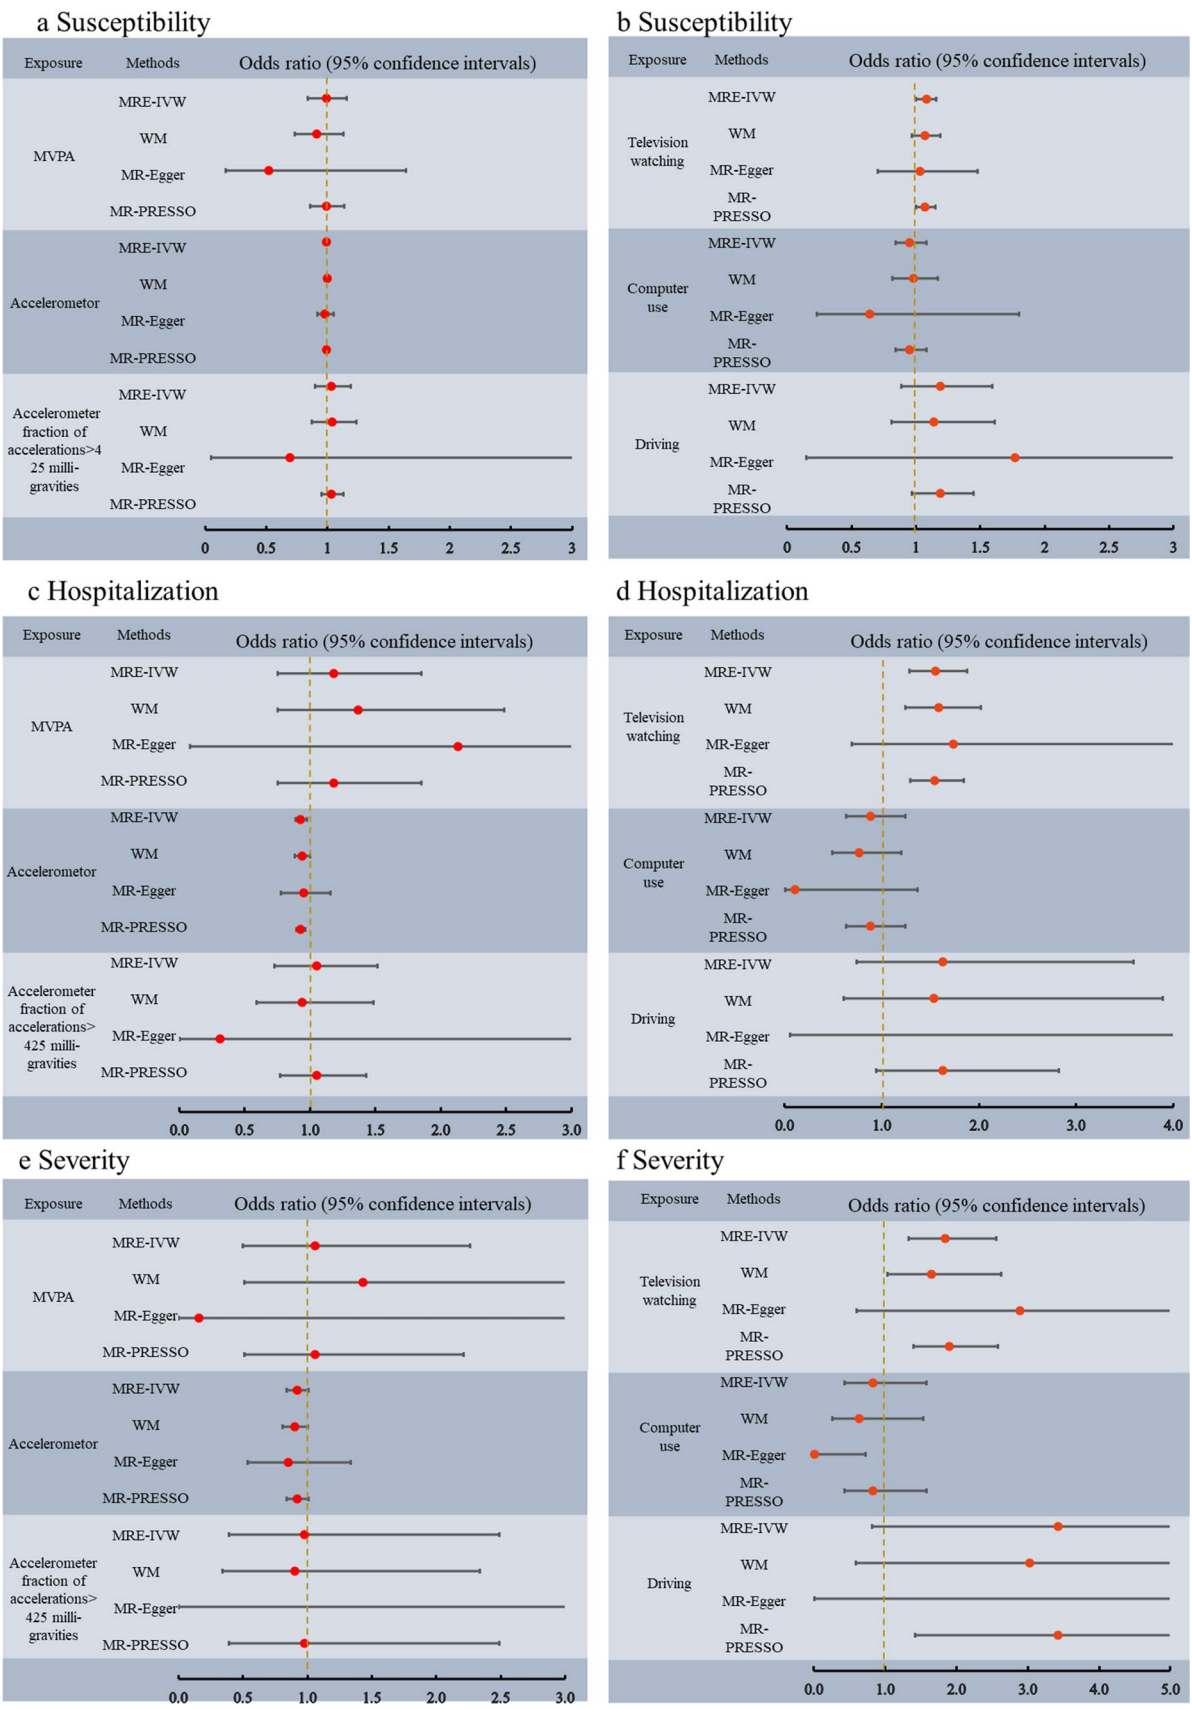 a Susceptibility
Exposure Methods Odds ratio (95% confidence intervals)
MVPA
MRE-IVW
WM
MR-Egger
MR-PRESSO
Accelerometor
MRE-IVW
WM
MR-Egger
MR-PRESSO
Accelerometer
fraction of
accelerations>4
25 milli-
gravities
MRE-IVW
WM
MR-Egger
MR-PRESSO
0 0.5 1 1.5 2 2.5 3
b Susceptibility
Exposure Methods Odds ratio (95% confidence intervals)
Television
watching
MRE-IVW
WM
MR-Egger
MR-
PRESSO
Computer
use
MRE-IVW
WM
MR-Egger
MR-
PRESSO
Driving
MRE-IVW
WM
MR-Egger
MR-
PRESSO
0 0.5 1 1.5 2 2.5 3
c Hospitalization
Exposure Methods Odds ratio (95% confidence intervals)
MVPA
MRE-IVW
WM
MR-Egger
MR-PRESSO
Accelerometor
MRE-IVW
WM
MR-Egger
MR-PRESSO
Accelerometer
fraction of
accelerations>
425 milli-
gravities
MRE-IVW
WM
MR-Egger
MR-PRESSO
0.0 0.5 1.0 1.5 2.0 2.5 3.0
d Hospitalization
Exposure Methods Odds ratio (95% confidence intervals)
Television
watching
MRE-IVW
WM
MR-Egger
MR-
PRESSO
Computer
use
MRE-IVW
WM
MR-Egger
MR-
PRESSO
Driving
MRE-IVW
WM
MR-Egger
MR-
PRESSO
0.0 1.0 2.0 3.0 4.0
e Severity
Exposure Methods Odds ratio (95% confidence intervals)
MVPA
MRE-IVW
WM
MR-Egger
MR-PRESSO
Accelerometor
MRE-IVW
WM
MR-Egger
MR-PRESSO
Accelerometer
fraction of
accelerations>
425 milli-
gravities
MRE-IVW
WM
MR-Egger
MR-PRESSO
0.0 0.5 1.0 1.5 2.0 2.5 3.0
f Severity
Exposure Methods Odds ratio (95% confidence intervals)
Television
watching
MRE-IVW
WM
MR-Egger
MR-
PRESSO
Computer
use
MRE-IVW
WM
MR-Egger
MR-
PRESSO
Driving
MRE-IVW
WM
MR-Egger
MR-
PRESSO
0.0 1.0 2.0 3.0 4.0 5.0